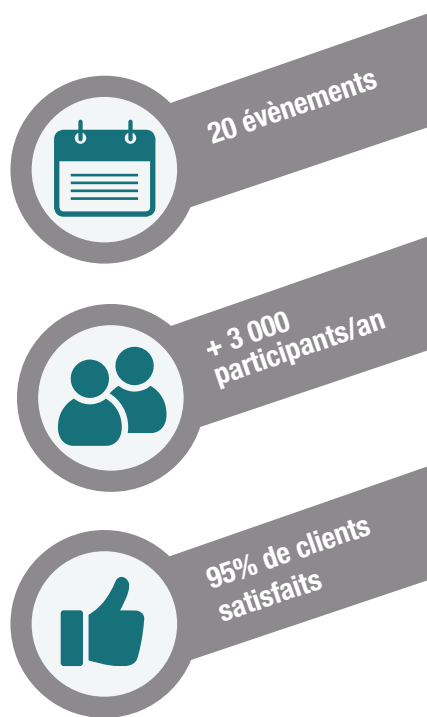 20 évènements
+ 3 000
participants/an
95% de clients
satisfaits